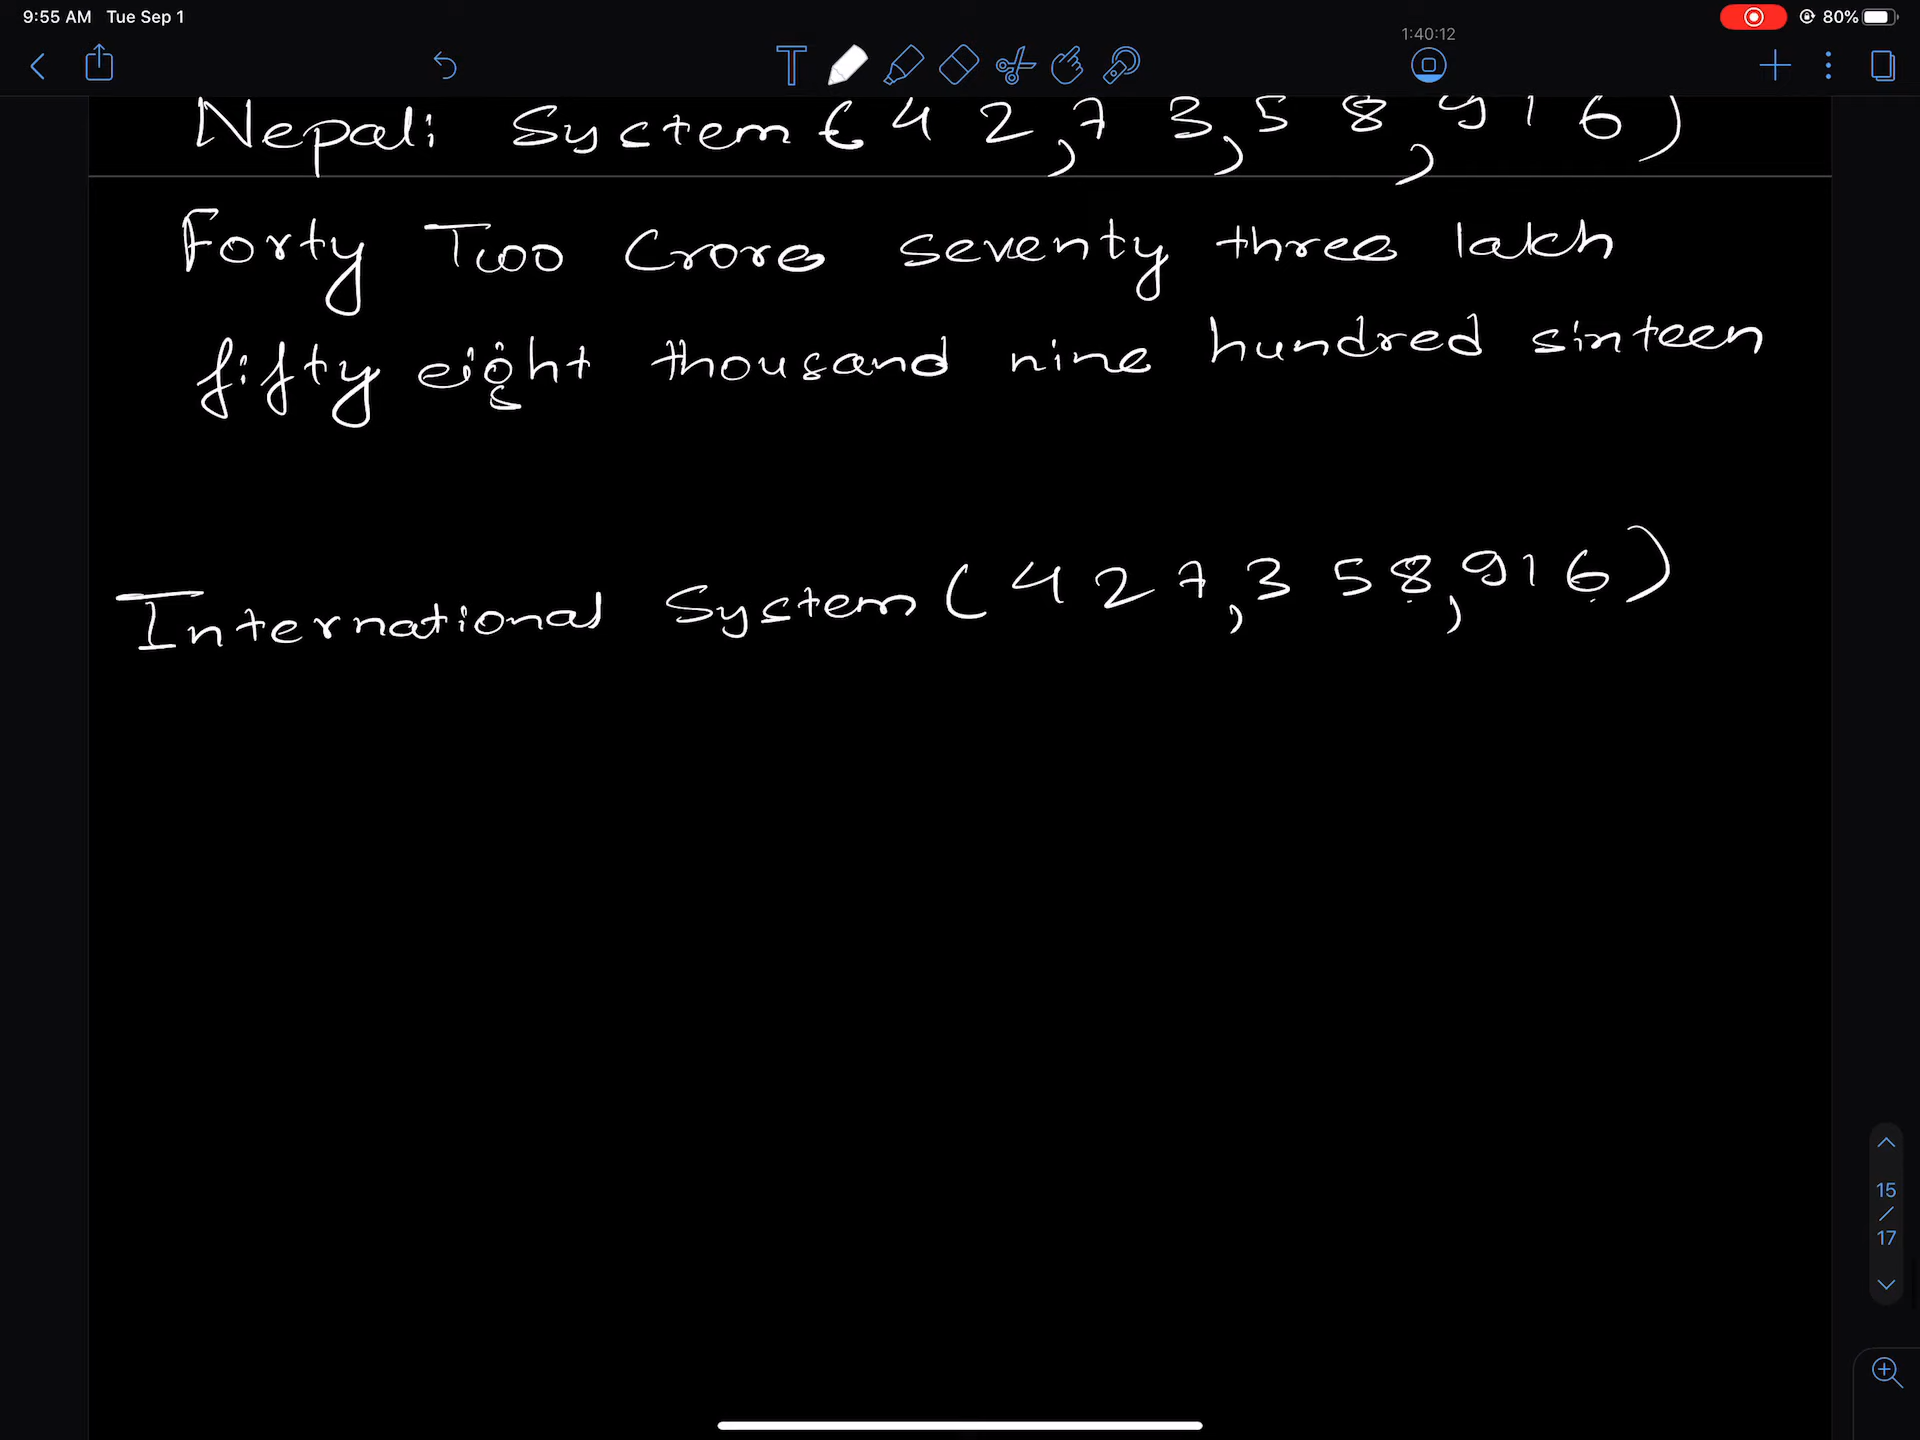 9:55 AM Tue Sep 1
80%
1:40:12
Nepali System (42,73,58,916)
Forty Two Crore seventy three lakh
fifty eight thousand nine hundred sinteen
International System (427,358,916)
15
/
17